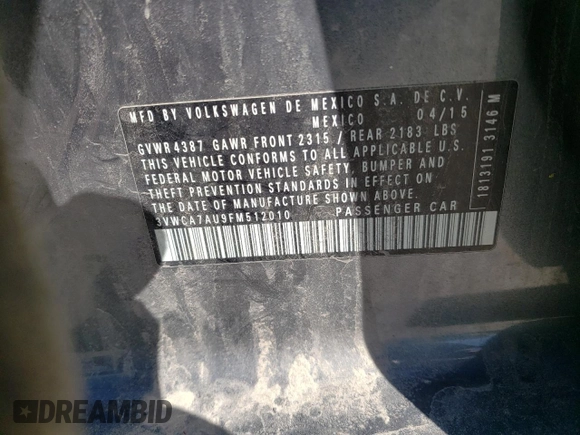 MFD BY VOLKSWAGEN DE MEXICO S.A. DE C.V.
MEXICO 04/15
GVWR 4387 GAWR FRONT 2315 / REAR 2183 LBS
THIS VEHICLE CONFORMS TO ALL APPLICABLE U.S.
FEDERAL MOTOR VEHICLE SAFETY, BUMPER AND
THEFT PREVENTION STANDARDS IN EFFECT ON
THE DATE OF MANUFACTURE SHOWN ABOVE.
3VWCA7AU9FM512010 PASSENGER CAR
1813191 3146 M
DREAMBID